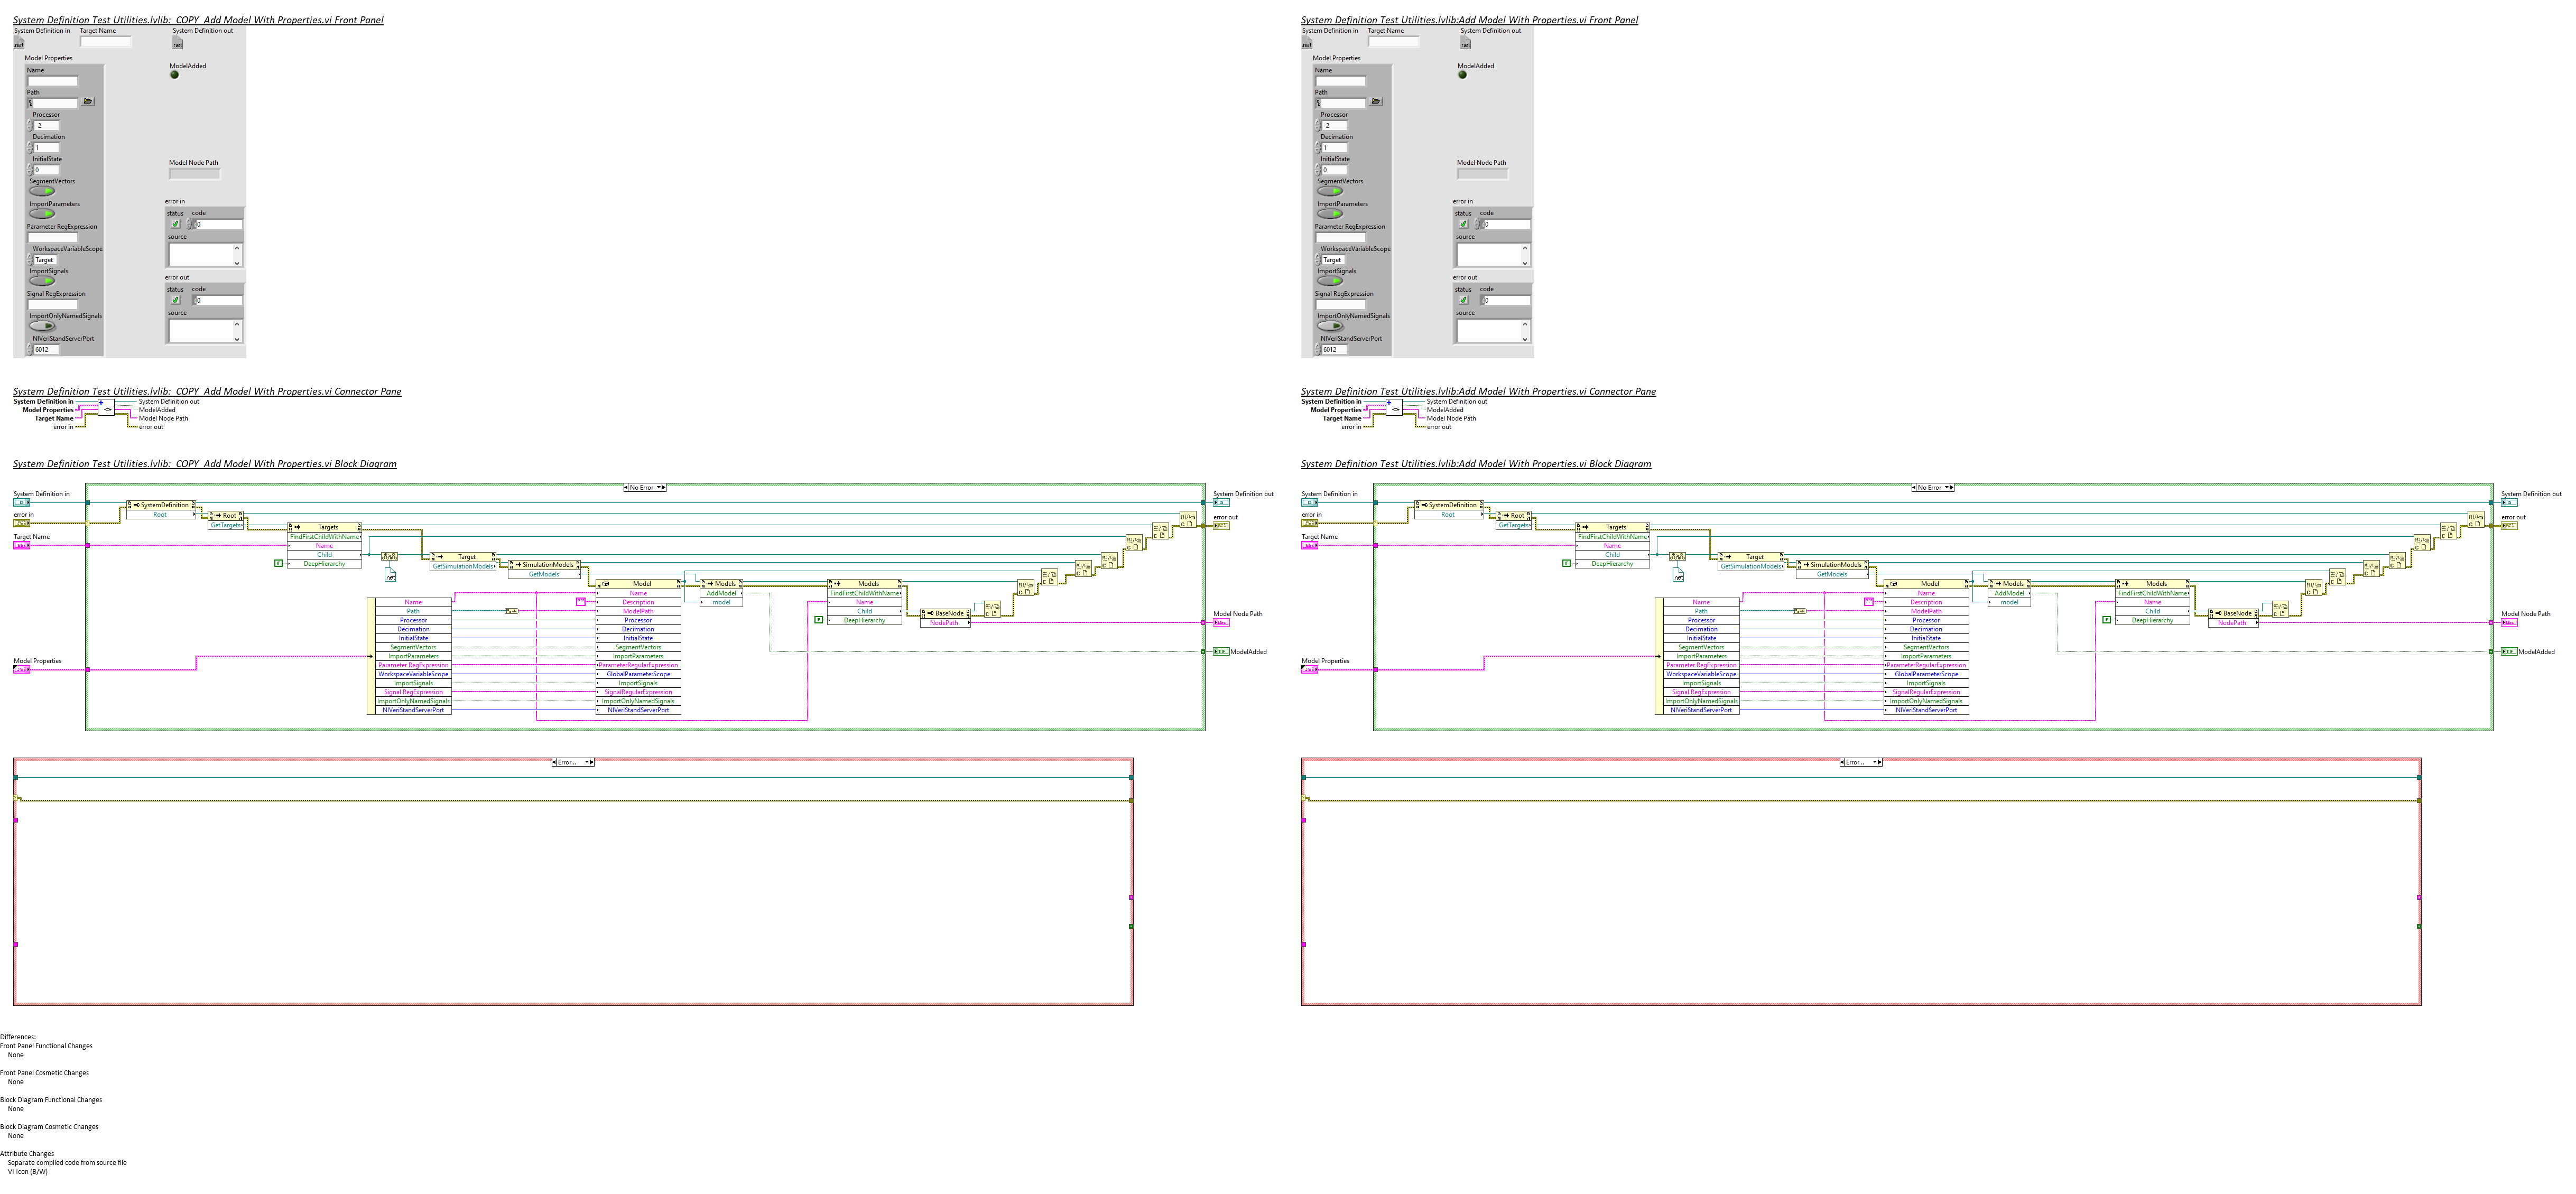 System Definition Test Utilities.lvlib:_COPY_Add Model With Properties.vi Front Panel
System Definition in
Target Name
System Definition out
.net
.net
Model Properties
Name
ModelAdded
Path
Processor
-2
Decimation
1
InitialState
0
Model Node Path
SegmentVectors
ImportParameters
error in
status
code
0
source
Parameter RegExpression
WorkspaceVariableScope
Target
ImportSignals
error out
status
code
0
source
Signal RegExpression
ImportOnlyNamedSignals
NIVeriStandServerPort
6012
System Definition Test Utilities.lvlib:_COPY_Add Model With Properties.vi Connector Pane
System Definition in
System Definition out
Model Properties
ModelAdded
Target Name
Model Node Path
error in
error out
System Definition Test Utilities.lvlib:_COPY_Add Model With Properties.vi Block Diagram
No Error
System Definition in
error in
Target Name
Model Properties
SystemDefinition
Root
Root
GetTargets
Targets
FindFirstChildWithName
Name
Child
DeepHierarchy
.net
Target
GetSimulationModels
SimulationModels
GetModels
Name
Path
Processor
Decimation
InitialState
SegmentVectors
ImportParameters
Parameter RegExpression
WorkspaceVariableScope
ImportSignals
Signal RegExpression
ImportOnlyNamedSignals
NIVeriStandServerPort
Model
Name
Description
ModelPath
Processor
Decimation
InitialState
SegmentVectors
ImportParameters
ParameterRegularExpression
GlobalParameterScope
ImportSignals
SignalRegularExpression
ImportOnlyNamedSignals
NIVeriStandServerPort
Models
AddModel
model
Models
FindFirstChildWithName
Name
Child
DeepHierarchy
BaseNode
NodePath
System Definition out
error out
Model Node Path
ModelAdded
Error ..
System Definition Test Utilities.lvlib:Add Model With Properties.vi Front Panel
System Definition in
Target Name
System Definition out
.net
.net
Model Properties
Name
ModelAdded
Path
Processor
-2
Decimation
1
InitialState
0
Model Node Path
SegmentVectors
ImportParameters
error in
status
code
0
source
Parameter RegExpression
WorkspaceVariableScope
Target
ImportSignals
error out
status
code
0
source
Signal RegExpression
ImportOnlyNamedSignals
NIVeriStandServerPort
6012
System Definition Test Utilities.lvlib:Add Model With Properties.vi Connector Pane
System Definition in
System Definition out
Model Properties
ModelAdded
Target Name
Model Node Path
error in
error out
System Definition Test Utilities.lvlib:Add Model With Properties.vi Block Diagram
No Error
System Definition in
error in
Target Name
Model Properties
SystemDefinition
Root
Root
GetTargets
Targets
FindFirstChildWithName
Name
Child
DeepHierarchy
.net
Target
GetSimulationModels
SimulationModels
GetModels
Name
Path
Processor
Decimation
InitialState
SegmentVectors
ImportParameters
Parameter RegExpression
WorkspaceVariableScope
ImportSignals
Signal RegExpression
ImportOnlyNamedSignals
NIVeriStandServerPort
Model
Name
Description
ModelPath
Processor
Decimation
InitialState
SegmentVectors
ImportParameters
ParameterRegularExpression
GlobalParameterScope
ImportSignals
SignalRegularExpression
ImportOnlyNamedSignals
NIVeriStandServerPort
Models
AddModel
model
Models
FindFirstChildWithName
Name
Child
DeepHierarchy
BaseNode
NodePath
System Definition out
error out
Model Node Path
ModelAdded
Error ..
Differences:
Front Panel Functional Changes
None
Front Panel Cosmetic Changes
None
Block Diagram Functional Changes
None
Block Diagram Cosmetic Changes
None
Attribute Changes
Separate compiled code from source file
VI Icon (B/W)